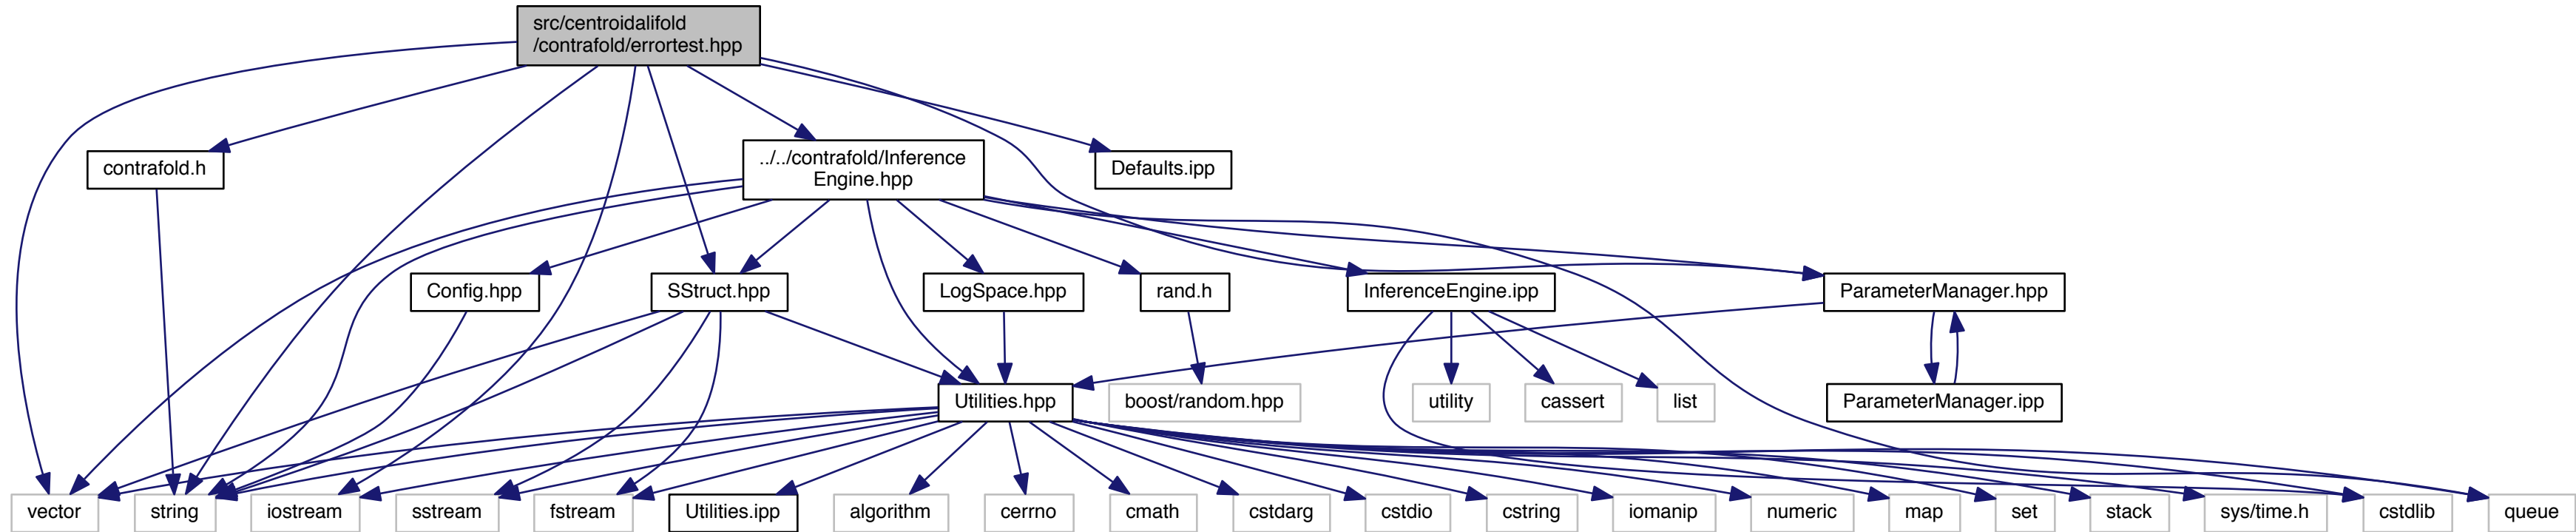 src/centroidalifold
/contrafold/errortest.hpp
contrafold.h
../../contrafold/Inference
Engine.hpp
Defaults.ipp
Config.hpp
SStruct.hpp
LogSpace.hpp
rand.h
InferenceEngine.ipp
ParameterManager.hpp
Utilities.hpp
boost/random.hpp
utility
cassert
list
ParameterManager.ipp
vector
string
iostream
sstream
fstream
Utilities.ipp
algorithm
cerrno
cmath
cstdarg
cstdio
cstring
iomanip
numeric
map
set
stack
sys/time.h
cstdlib
queue